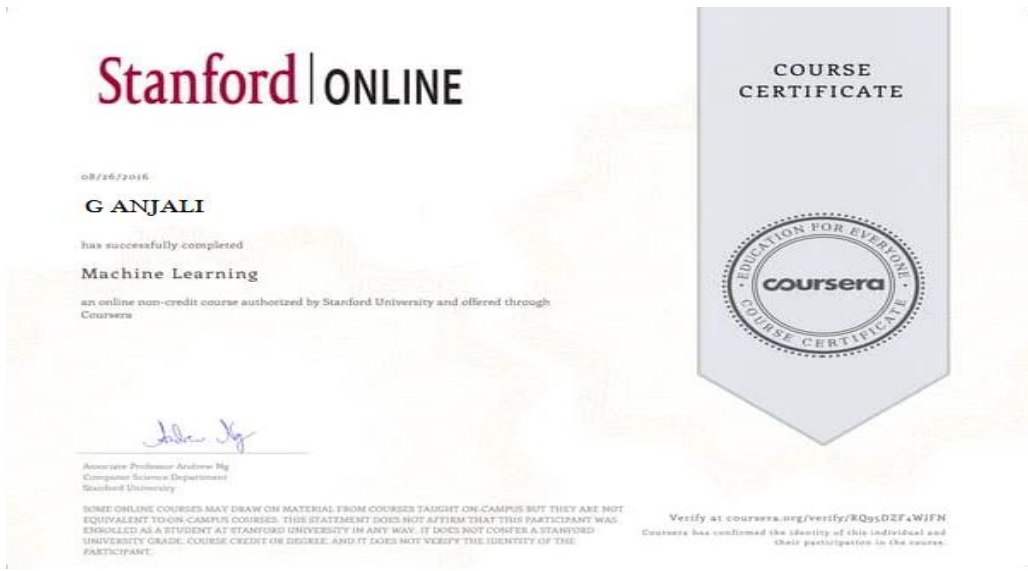 Stanford ONLINE
COURSE
CERTIFICATE
08/26/2016
G ANJALI
has successfully completed
Machine Learning
an online non-credit course authorized by Stanford University and offered through
Coursera
EDUCATION FOR EVERYONE
coursera
COURSE CERTIFICATE
Andrew Ng
Associate Professor Andrew Ng
Computer Science Department
Stanford University
SOME ONLINE COURSES MAY DRAW ON MATERIAL FROM COURSES TAUGHT ON-CAMPUS BUT THEY ARE NOT
EQUIVALENT TO ON-CAMPUS COURSES. THIS STATEMENT DOES NOT AFFIRM THAT THIS PARTICIPANT WAS
ENROLLED AS A STUDENT AT STANFORD UNIVERSITY IN ANY WAY. IT DOES NOT CONFER A STANFORD
UNIVERSITY GRADE, COURSE CREDIT OR DEGREE, AND IT DOES NOT VERIFY THE IDENTITY OF THE
PARTICIPANT.
Verify at coursera.org/verify/RQ95DZF4WJFN
Coursera has confirmed the identity of this individual and
their participation in the course.